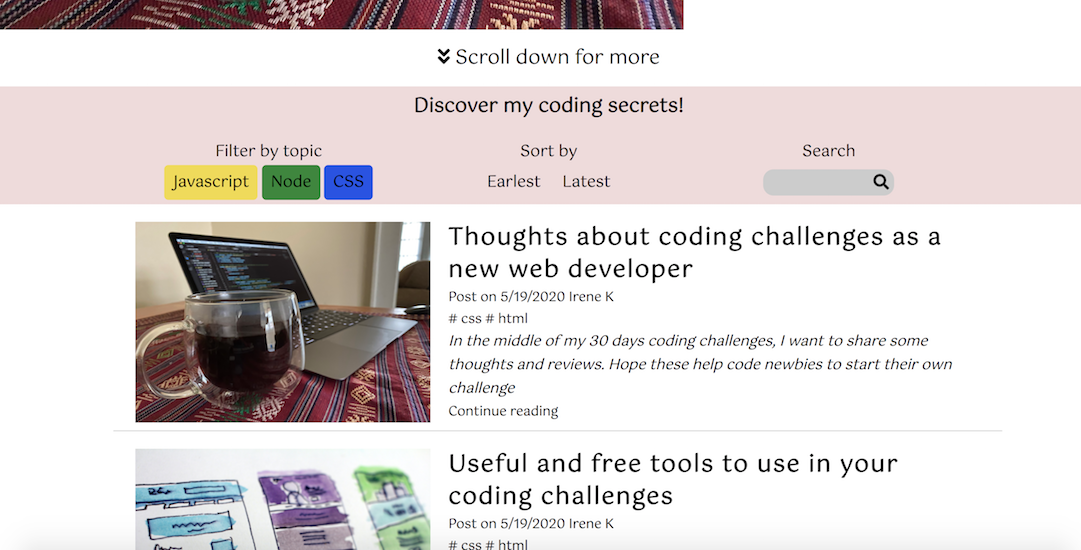 Scroll down for more
Discover my coding secrets!
Filter by topic
Javascript Node CSS
Sort by
Earlest Latest
Search
Thoughts about coding challenges as a
new web developer
Post on 5/19/2020 Irene K
# css # html
In the middle of my 30 days coding challenges, I want to share some
thoughts and reviews. Hope these help code newbies to start their own
challenge
Continue reading
Useful and free tools to use in your
coding challenges
Post on 5/19/2020 Irene K
# css # html